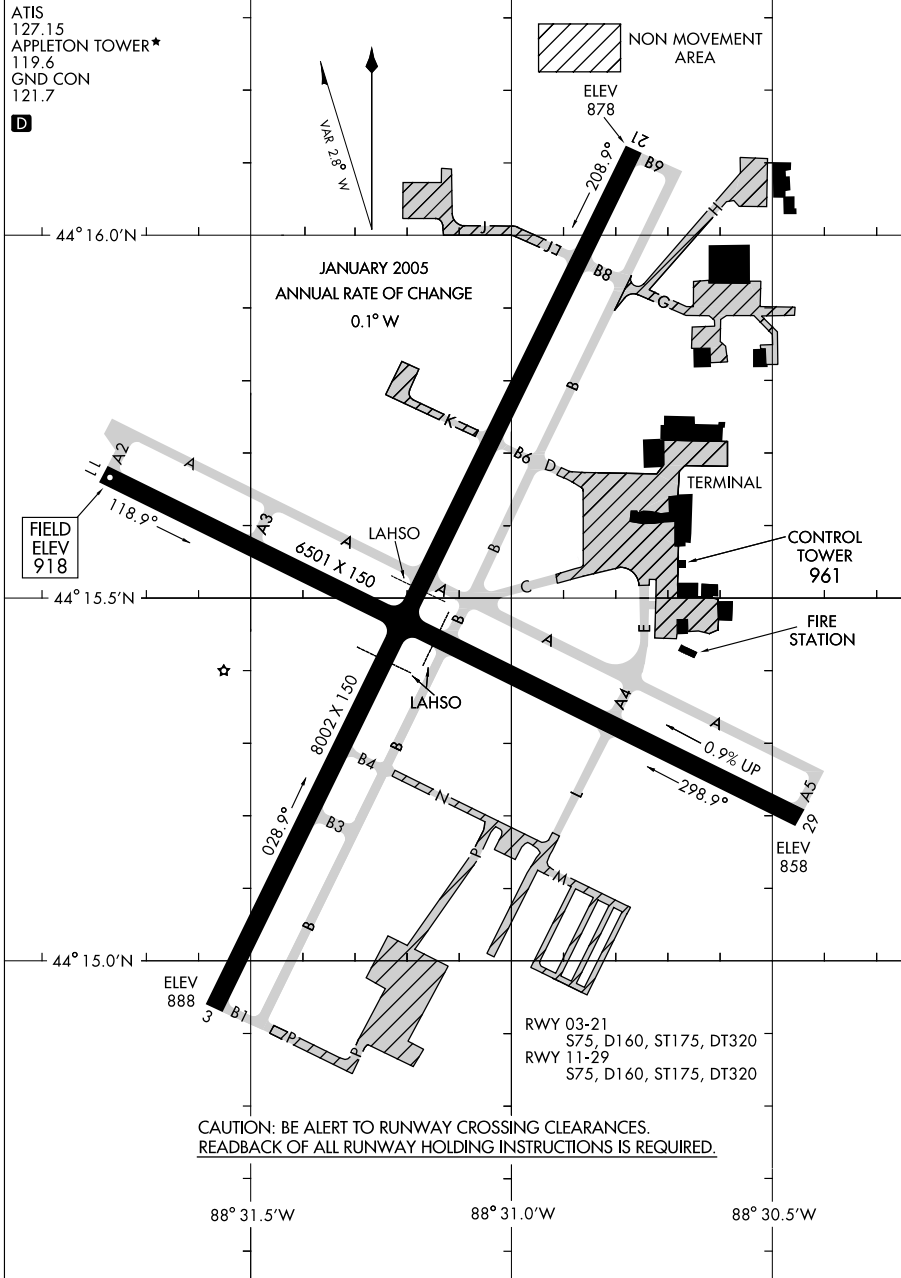 ATIS
127.15
APPLETON TOWER★
119.6
GND CON
121.7
D
NON MOVEMENT
AREA
VAR 2.8° W
ELEV
878
21
B9
208.9°
H
44° 16.0'N
J
J
B8
G
JANUARY 2005
ANNUAL RATE OF CHANGE
0.1° W
B
K
B6
D
TERMINAL
A2
A
11
118.9°
FIELD
ELEV
918
A3
A
LAHSO
6501 X 150
B
CONTROL
TOWER
961
A
C
44° 15.5'N
B
A
E
FIRE
STATION
LAHSO
A4
A
8002 X 150
B
B4
0.9% UP
298.9°
A5
29
ELEV
858
N
L
028.9°
B3
P
M
B
44° 15.0'N
ELEV
888
3
B1
P
P
RWY 03-21
S75, D160, ST175, DT320
RWY 11-29
S75, D160, ST175, DT320
CAUTION: BE ALERT TO RUNWAY CROSSING CLEARANCES.
READBACK OF ALL RUNWAY HOLDING INSTRUCTIONS IS REQUIRED.
88° 31.5'W
88° 31.0'W
88° 30.5'W